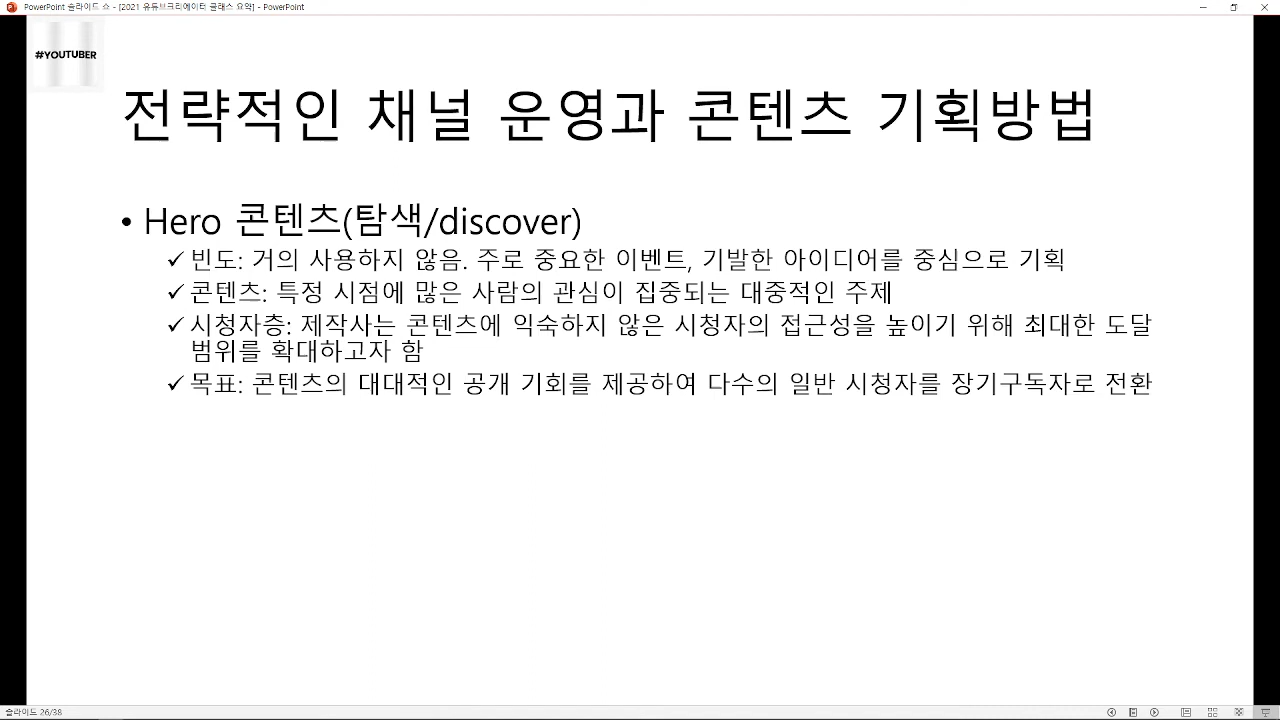 PowerPoint 슬라이드 쇼 - [2021 유튜브크리에이터 클래스 요약] - PowerPoint
#YOUTUBER
전략적인 채널 운영과 콘텐츠 기획방법
• Hero 콘텐츠(탐색/discover)
✓ 빈도: 거의 사용하지 않음. 주로 중요한 이벤트, 기발한 아이디어를 중심으로 기획
✓ 콘텐츠: 특정 시점에 많은 사람의 관심이 집중되는 대중적인 주제
✓ 시청자층: 제작사는 콘텐츠에 익숙하지 않은 시청자의 접근성을 높이기 위해 최대한 도달
범위를 확대하고자 함
✓ 목표: 콘텐츠의 대대적인 공개 기회를 제공하여 다수의 일반 시청자를 장기구독자로 전환
슬라이드 26/38